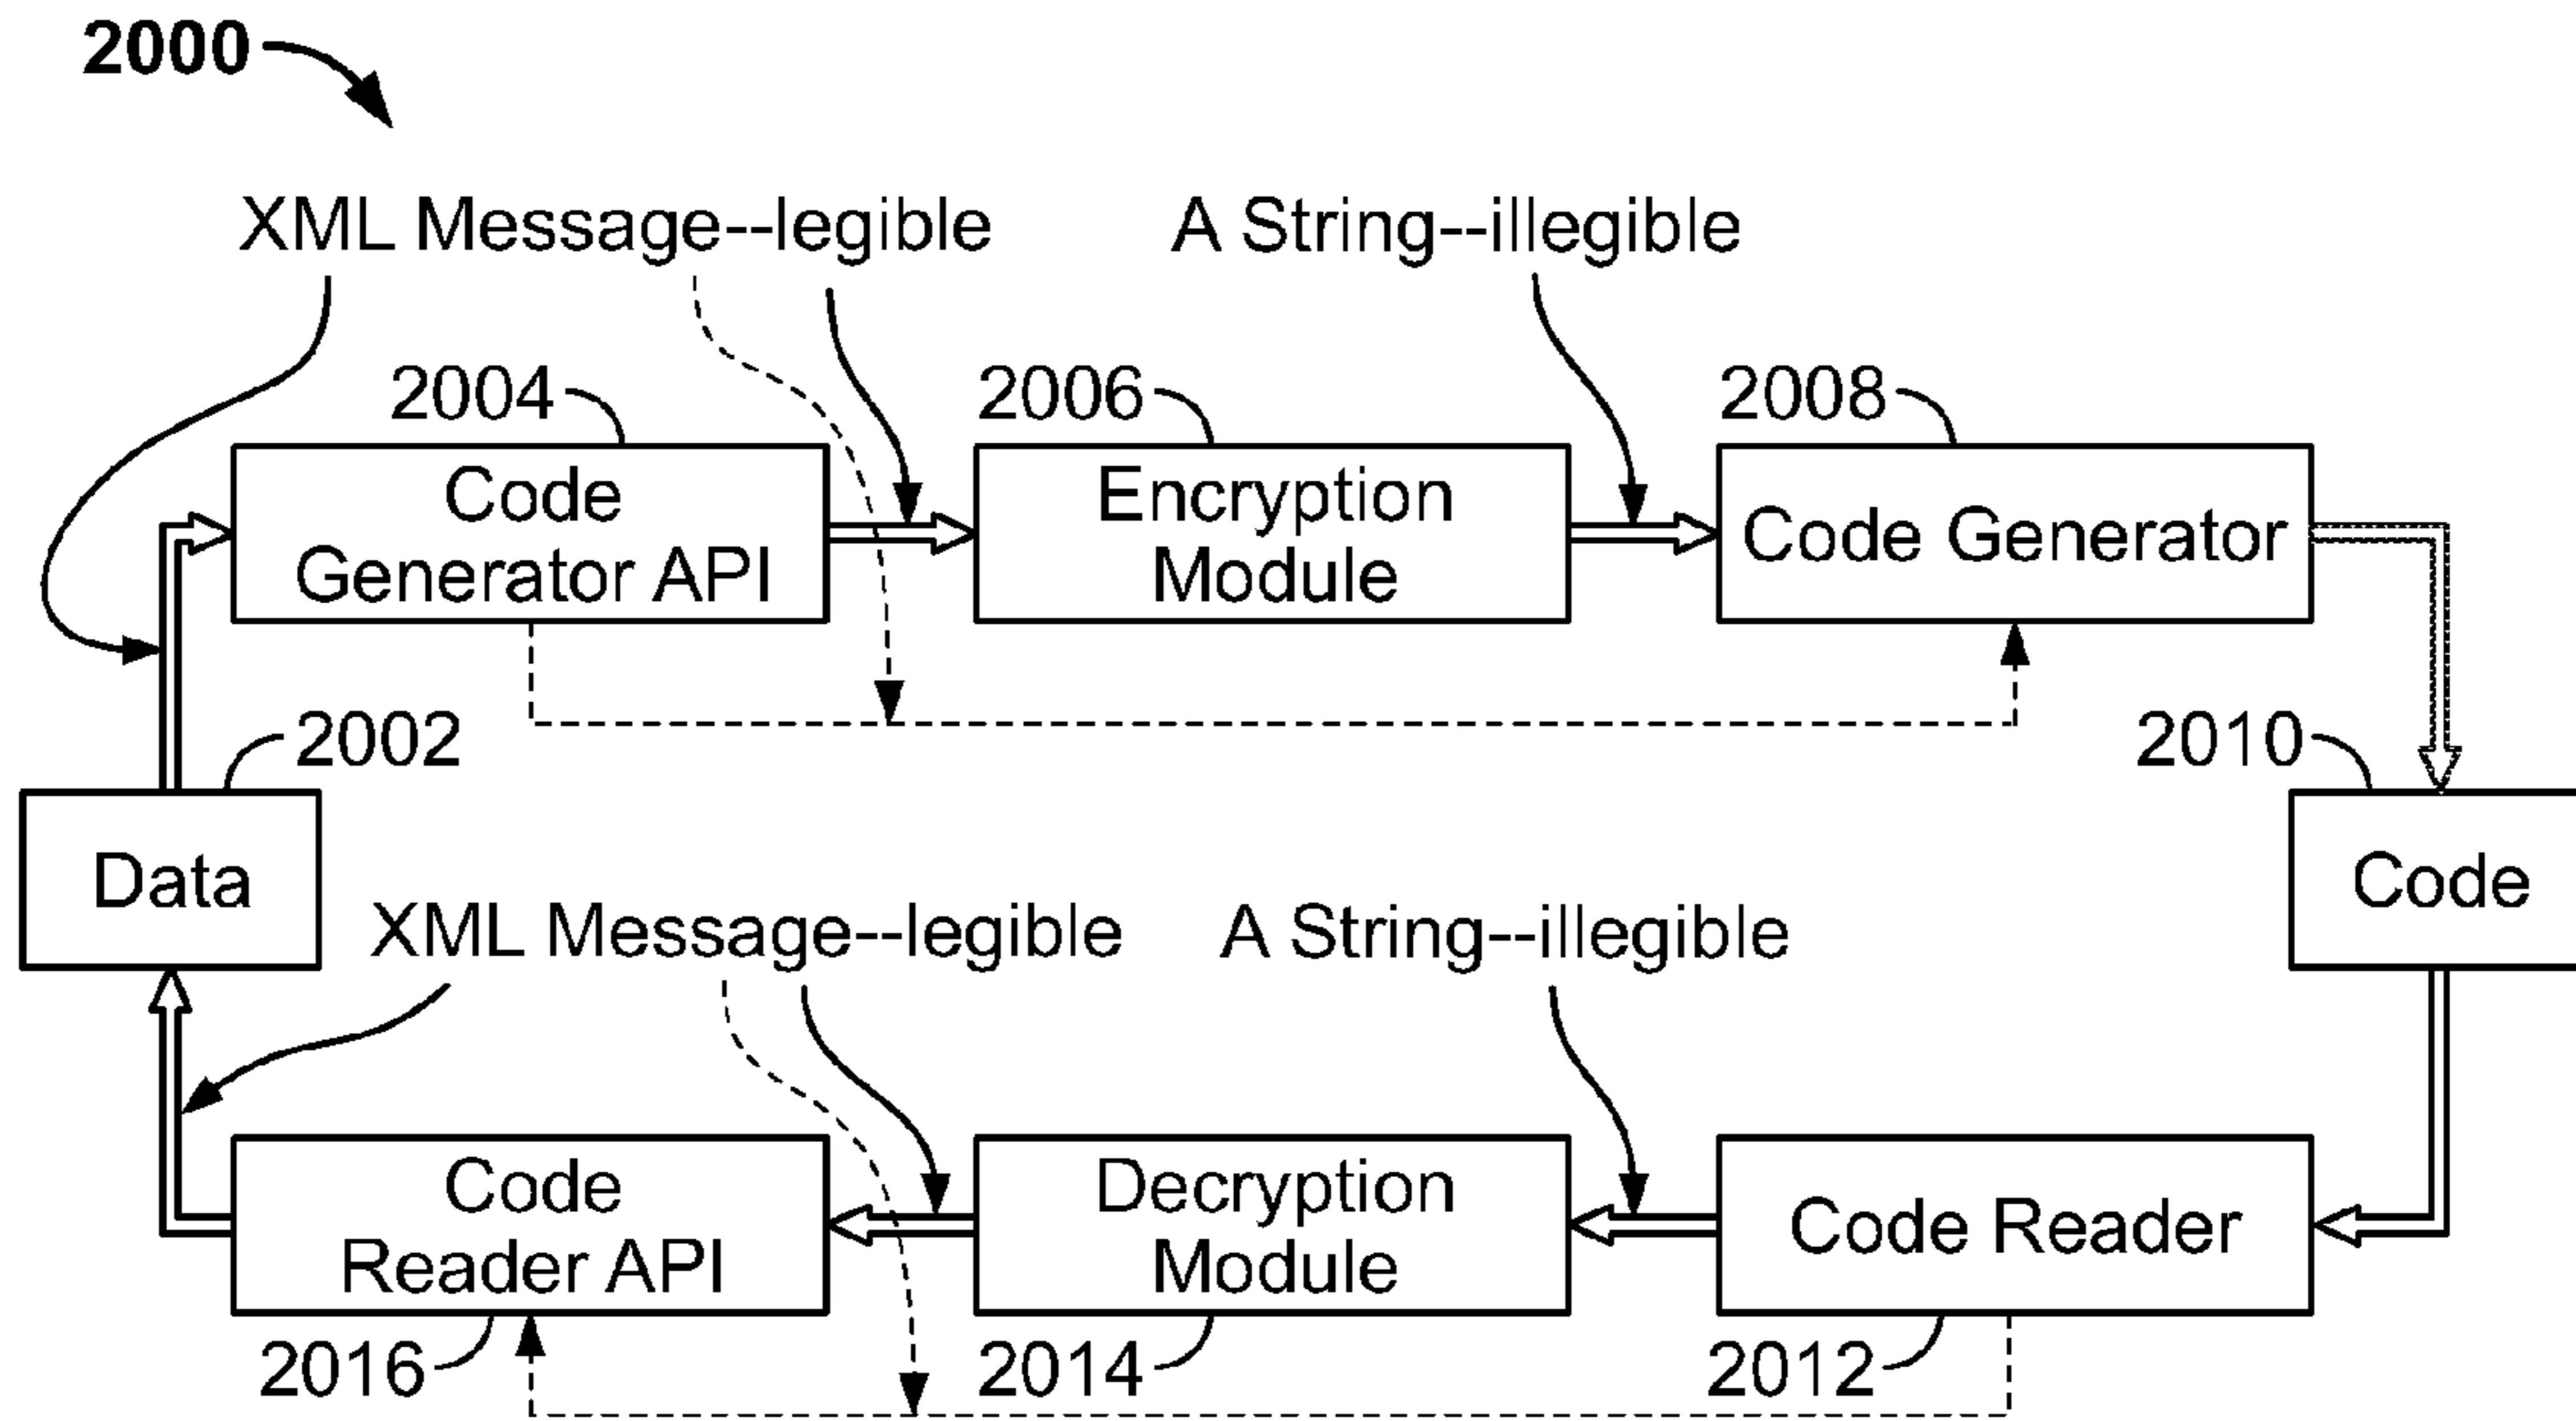 2000
XML Message--legible
A String--illegible
2004
2006
2008
Code
Generator API
Encryption
Module
Code Generator
2002
2010
Data
Code
XML Message--legible
A String--illegible
Code
Reader API
Decryption
Module
Code Reader
2016
2014
2012